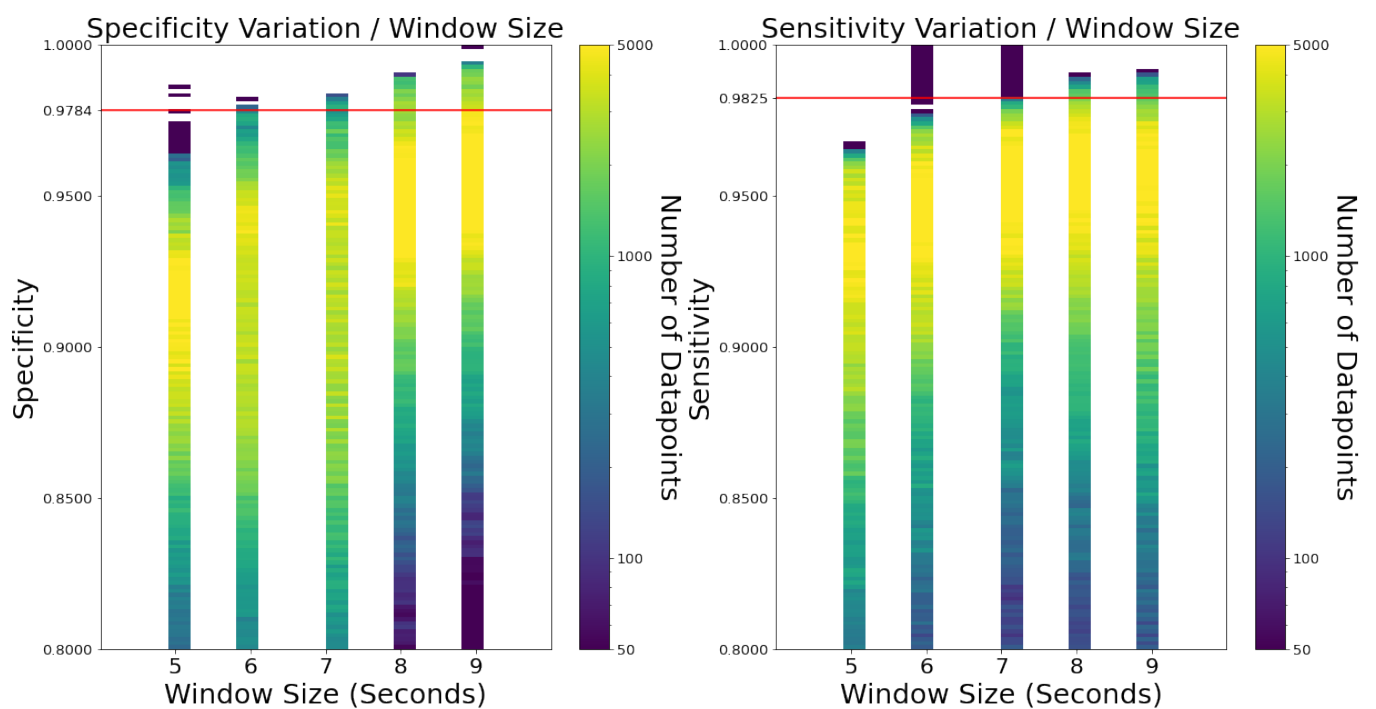 Specificity Variation / Window Size
1.0000
0.9784
0.9500
0.9000
0.8500
0.8000
Specificity
5 6 7 8 9
Window Size (Seconds)
5000
1000
100
50
Number of Datapoints
Sensitivity Variation / Window Size
1.0000
0.9825
0.9500
0.9000
0.8500
0.8000
Sensitivity
5 6 7 8 9
Window Size (Seconds)
5000
1000
100
50
Number of Datapoints